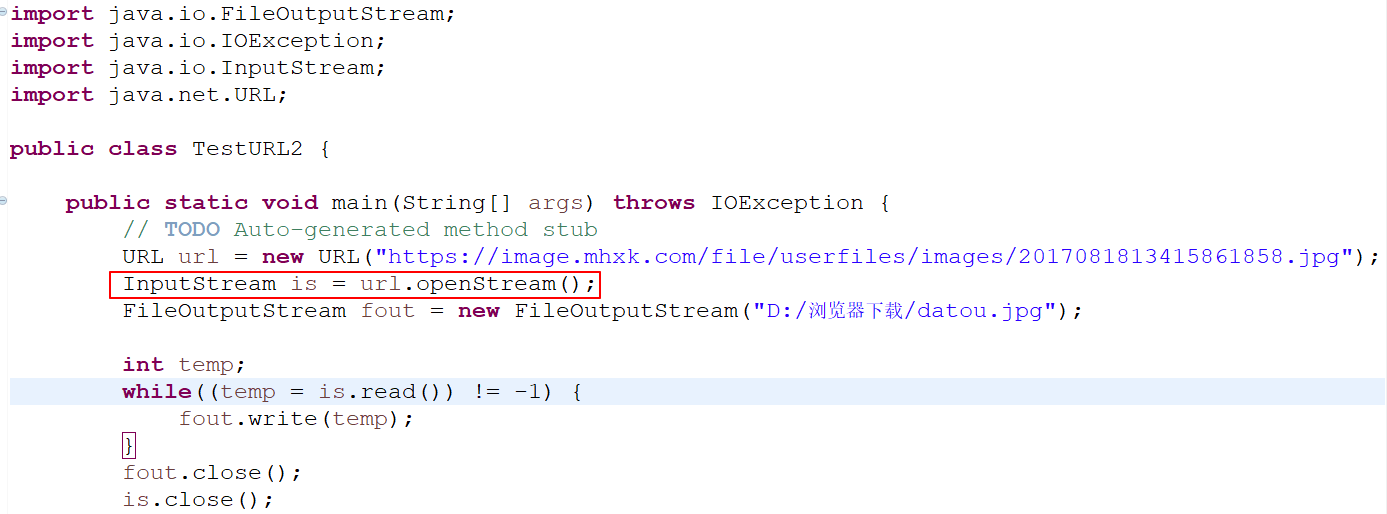 import java.io.FileOutputStream;
import java.io.IOException;
import java.io.InputStream;
import java.net.URL;
public class TestURL2 {
public static void main(String[] args) throws IOException {
// TODO Auto-generated method stub
URL url = new URL("https://image.mhxk.com/file/userfiles/images/2017081813415861858.jpg");
InputStream is = url.openStream();
FileOutputStream fout = new FileOutputStream("D:/浏览器下载/datou.jpg");
int temp;
while((temp = is.read()) != -1) {
fout.write(temp);
}
fout.close();
is.close();